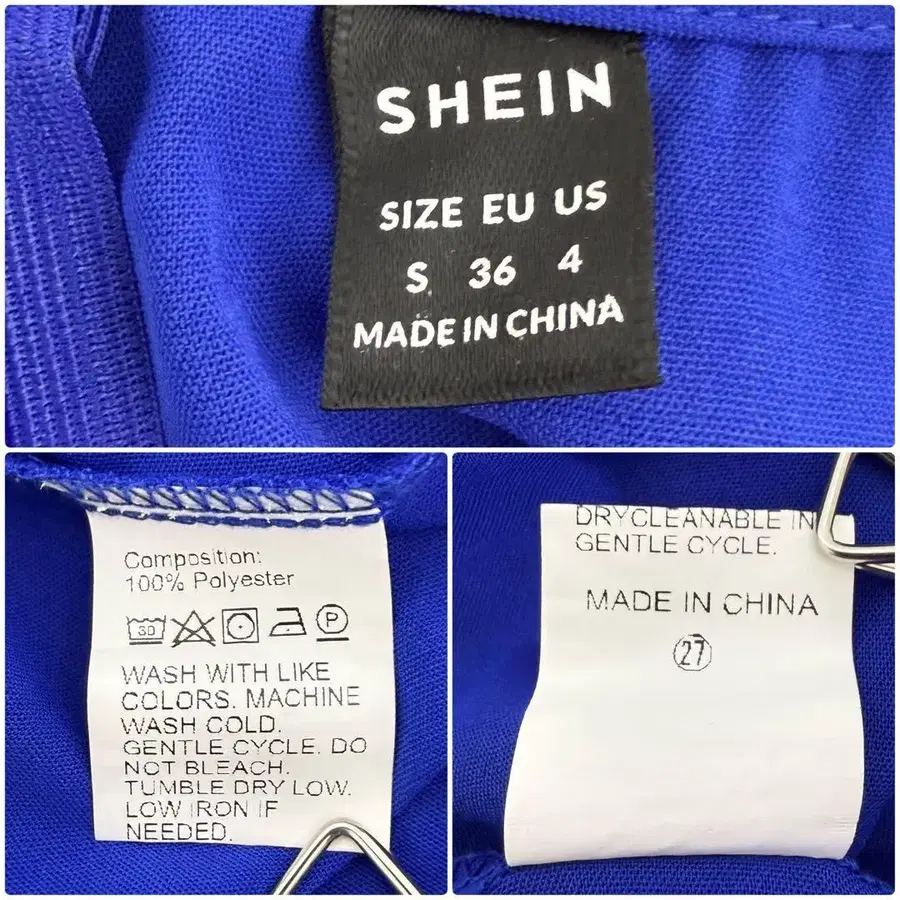 SHEIN
SIZE EU US
S 36 4
MADE IN CHINA
Composition:
100% Polyester
30 P
WASH WITH LIKE
COLORS. MACHINE
WASH COLD.
GENTLE CYCLE. DO
NOT BLEACH.
TUMBLE DRY LOW.
LOW IRON IF
NEEDED.
DRYCLEANABLE IN
GENTLE CYCLE.
MADE IN CHINA
27